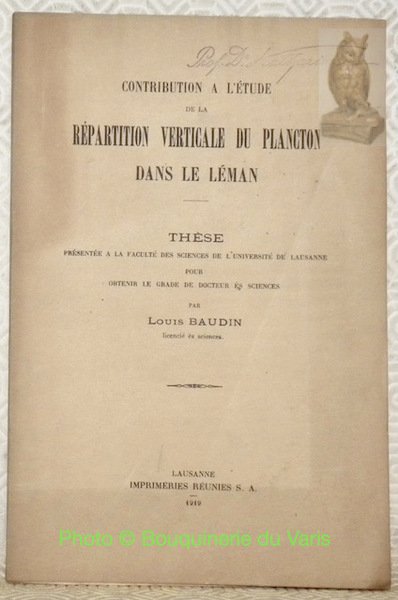 Prof. Dr.
CONTRIBUTION A L'ÉTUDE
DE LA
RÉPARTITION VERTICALE DU PLANCTON
DANS LE LÉMAN
THÈSE
PRÉSENTÉE A LA FACULTÉ DES SCIENCES DE L'UNIVERSITÉ DE LAUSANNE
POUR
OBTENIR LE GRADE DE DOCTEUR ÈS SCIENCES
PAR
LOUIS BAUDIN
licencié ès sciences.
LAUSANNE
IMPRIMERIES RÉUNIES S. A.
1919
Photo © Bouquinerie du Varis